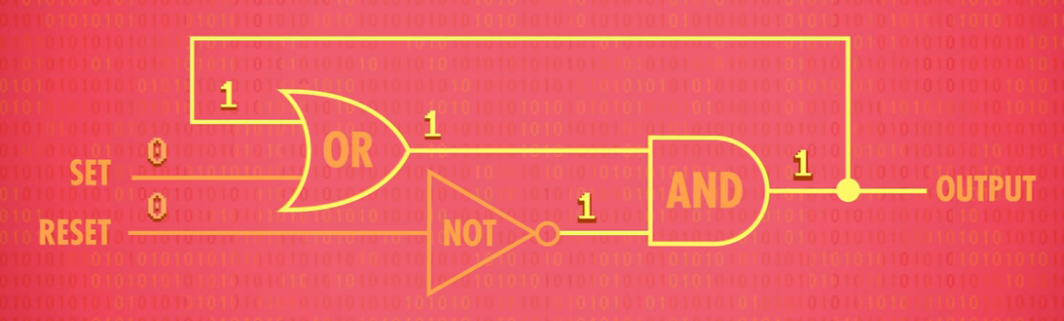 1
OR
1
SET
0
AND
1
OUTPUT
0
1
RESET
NOT